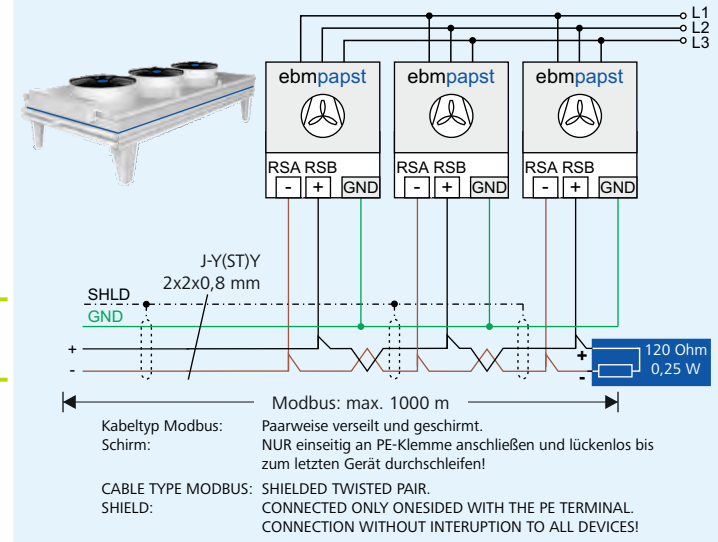 L1
L2
L3
ebmpapst ebmpapst ebmpapst
RSA RSB RSA RSB RSA RSB
- + GND - + GND - + GND
J-Y(ST)Y
2x2x0,8 mm
SHLD
GND
+ + 120 Ohm
- - 0,25 W
Modbus: max. 1000 m
Kabeltyp Modbus: Paarweise verseilt und geschirmt.
Schirm: NUR einseitig an PE-Klemme anschließen und lückenlos bis
zum letzten Gerät durchschleifen!
CABLE TYPE MODBUS: SHIELDED TWISTED PAIR.
SHIELD: CONNECTED ONLY ONESIDED WITH THE PE TERMINAL.
CONNECTION WITHOUT INTERUPTION TO ALL DEVICES!